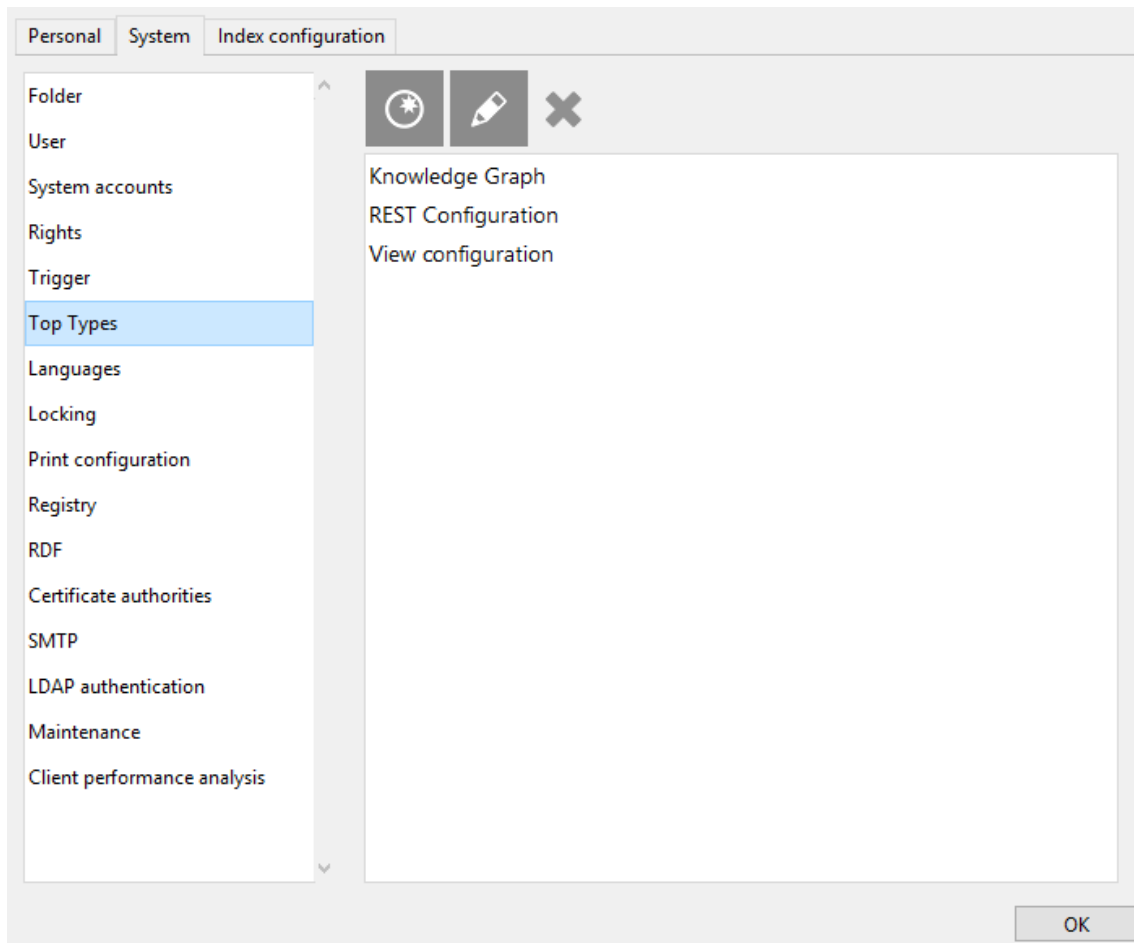 Personal System Index configuration
Folder
User
System accounts
Rights
Trigger
Top Types
Languages
Locking
Print configuration
Registry
RDF
Certificate authorities
SMTP
LDAP authentication
Maintenance
Client performance analysis
Knowledge Graph
REST Configuration
View configuration
OK